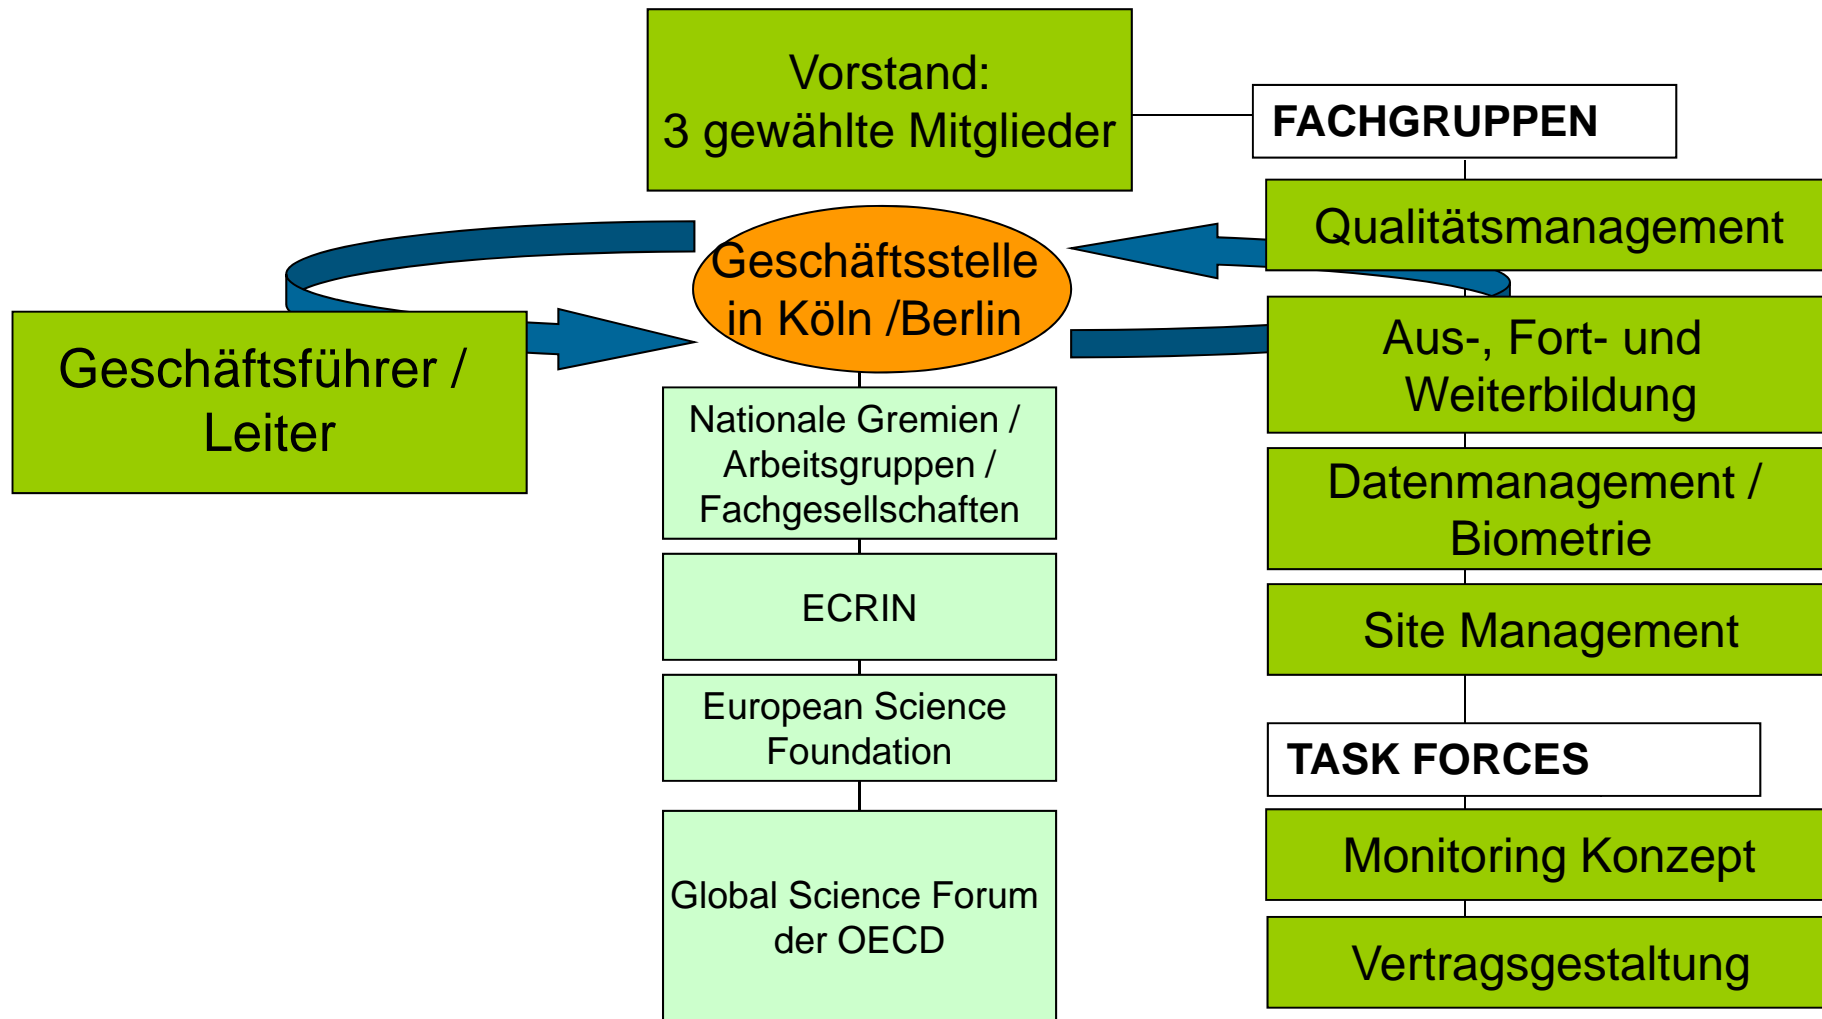 Vorstand:
3 gewählte Mitglieder
FACHGRUPPEN
Qualitätsmanagement
Geschäftsstelle
in Köln /Berlin
Geschäftsführer /
Leiter
Aus-, Fort- und
Weiterbildung
Nationale Gremien /
Arbeitsgruppen /
Fachgesellschaften
Datenmanagement /
Biometrie
ECRIN
Site Management
European Science
Foundation
TASK FORCES
Monitoring Konzept
Global Science Forum
der OECD
Vertragsgestaltung